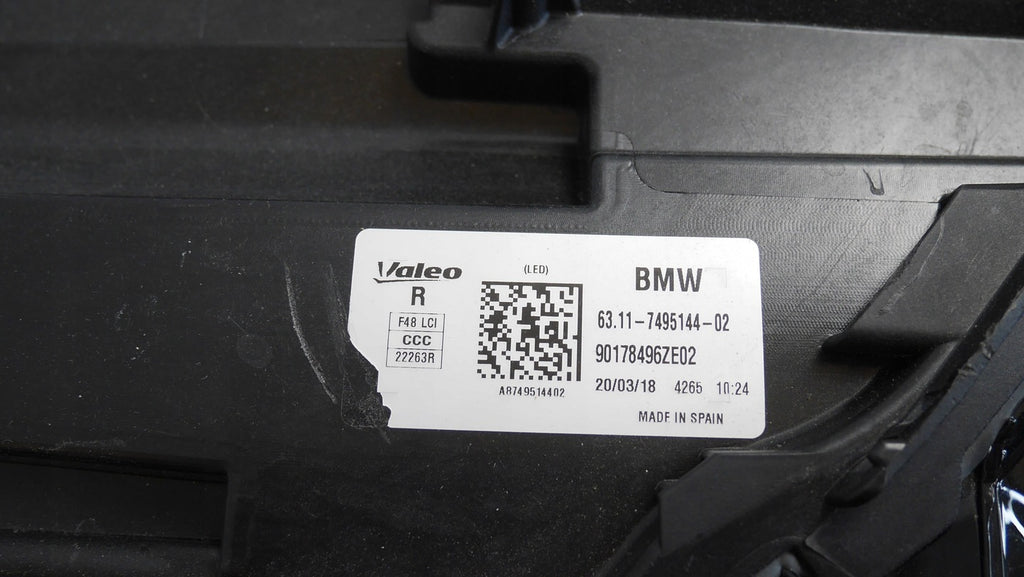 Valeo
R
F48 LCI
CCC
22263R
(LED)
A8749514402
BMW
63.11-7495144-02
90178496ZE02
20/03/18 4265 10:24
MADE IN SPAIN